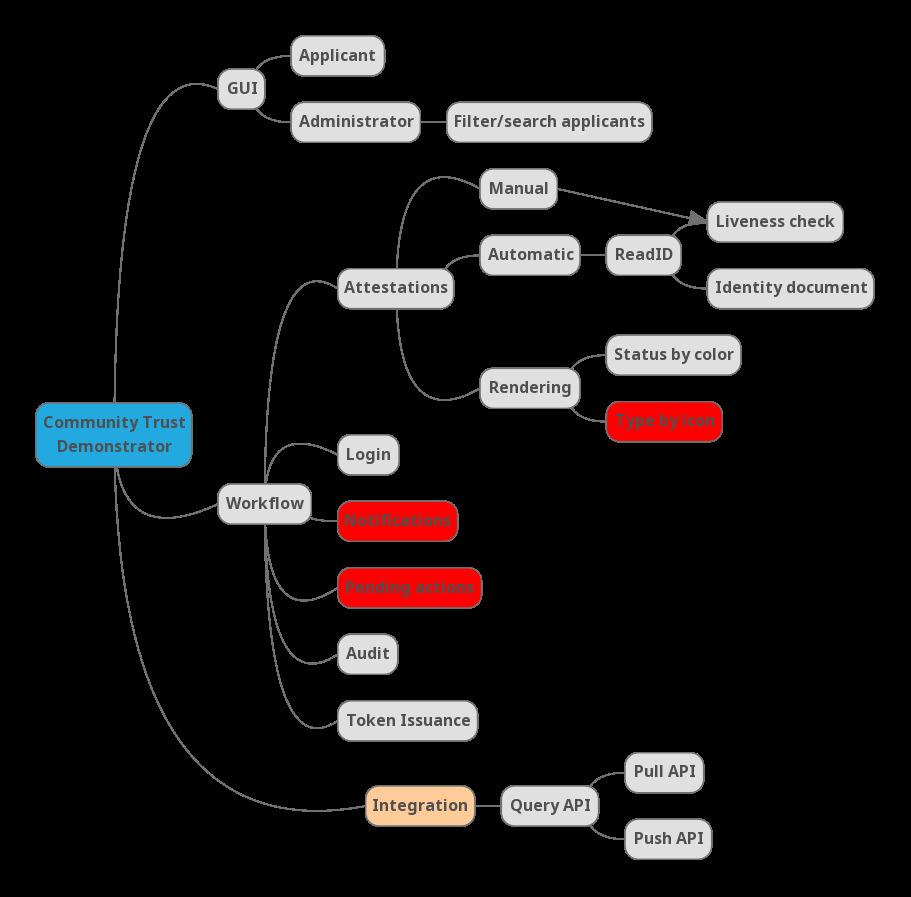 Applicant
GUI
Administrator
Filter/search applicants
Manual
Liveness check
Automatic
ReadID
Attestations
Identity document
Status by color
Rendering
Type by icon
Community Trust
Demonstrator
Login
Workflow
Notifications
Pending actions
Audit
Token Issuance
Pull API
Integration
Query API
Push API